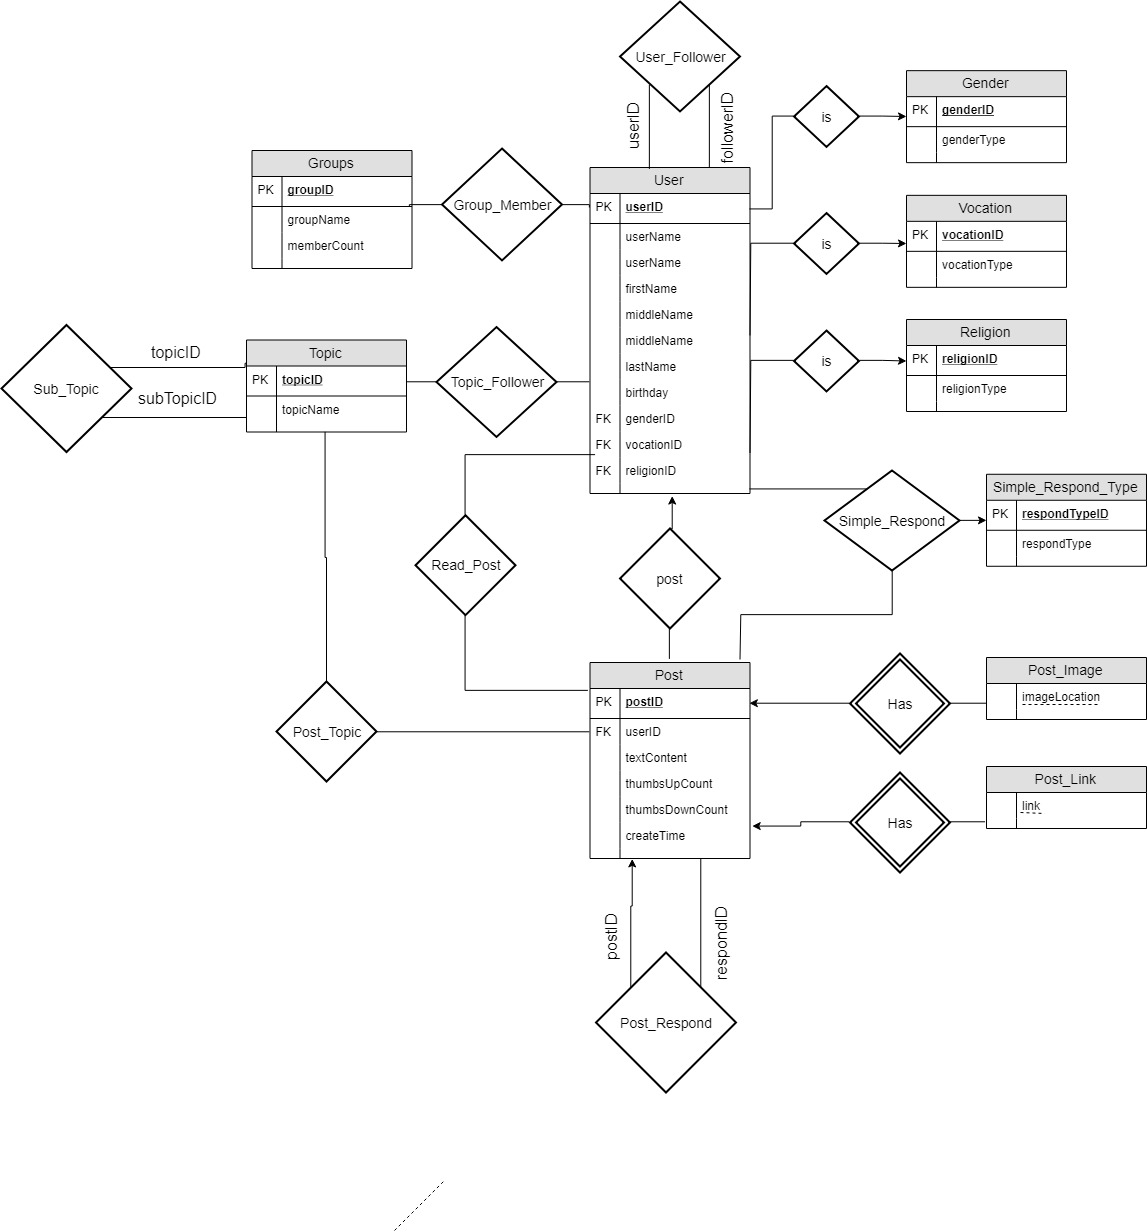 User_Follower
userID
followerID
is
Gender
PK genderID
genderType
Groups
PK groupID
groupName
memberCount
Group_Member
User
PK userID
userName
userName
firstName
middleName
middleName
lastName
birthday
FK genderID
FK vocationID
FK religionID
is
Vocation
PK vocationID
vocationType
is
Religion
PK religionID
religionType
Sub_Topic
topicID
subTopicID
Topic
PK topicID
topicName
Topic_Follower
Simple_Respond
Simple_Respond_Type
PK respondTypeID
respondType
Read_Post
post
Post_Topic
Post
PK postID
FK userID
textContent
thumbsUpCount
thumbsDownCount
createTime
Has
Post_Image
imageLocation
Has
Post_Link
link
postID
respondID
Post_Respond